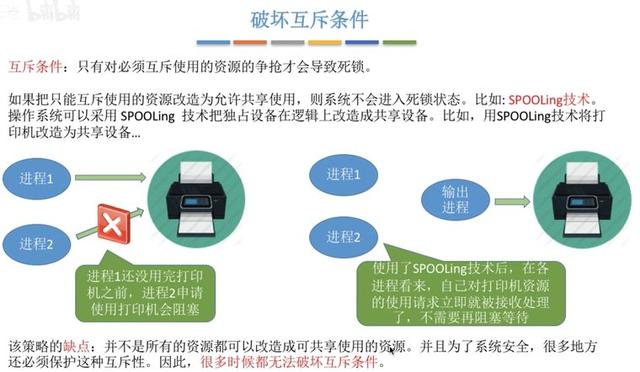 bilibili
破坏互斥条件
互斥条件：只有对必须互斥使用的资源的争抢才会导致死锁。
如果把只能互斥使用的资源改造为允许共享使用，则系统不会进入死锁状态。比如: SPOOLing技术。
操作系统可以采用 SPOOLing 技术把独占设备在逻辑上改造成共享设备。比如，用SPOOLing技术将打
印机改造为共享设备...
进程1
进程2
进程1还没用完打印
机之前，进程2申请
使用打印机会阻塞
进程1
进程2
输出
进程
使用了SPOOLing技术后，在各
进程看来，自己对打印机资源
的使用请求立即就被接收处理
了，不需要再阻塞等待
该策略的缺点：并不是所有的资源都可以改造成可共享使用的资源。并且为了系统安全，很多地方
还必须保护这种互斥性。因此，很多时候都无法破坏互斥条件。